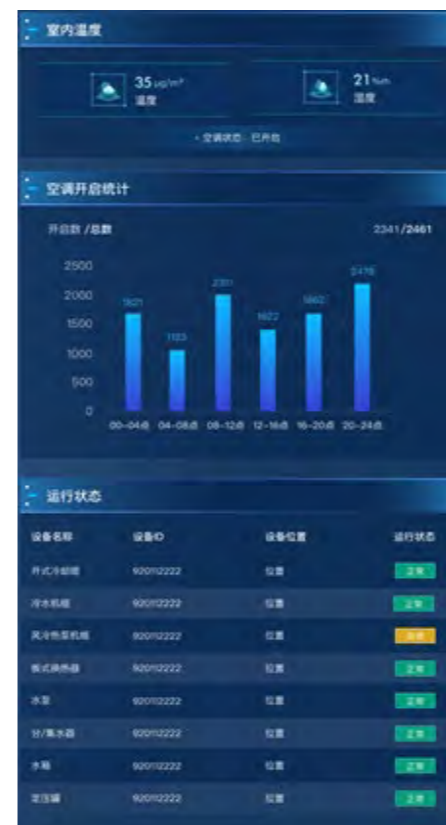 室内温度
35 ug/m³
温度
21 %rh
湿度
• 空调状态: 已开启
空调开启统计
开启数 /总数 2341/2461
2500
2000
1500
1000
500
0
1821 1123 2301 1622 1862 2478
00-04点 04-08点 08-12点 12-16点 16-20点 20-24点
运行状态
设备名称 设备ID 设备位置 运行状态
开式冷却塔 920112222 位置 正常
冷水机组 920112222 位置 正常
风冷热泵机组 920112222 位置
板式换热器 920112222 位置 正常
水泵 920112222 位置 正常
分/集水器 920112222 位置 正常
水箱 920112222 位置 正常
定压罐 920112222 位置 正常